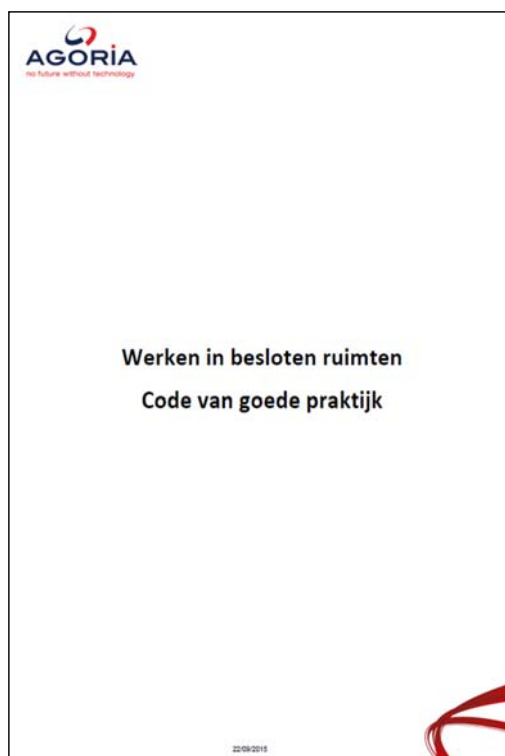 AGORIA
no future without technology
Werken in besloten ruimten
Code van goede praktijk
22/09/2015